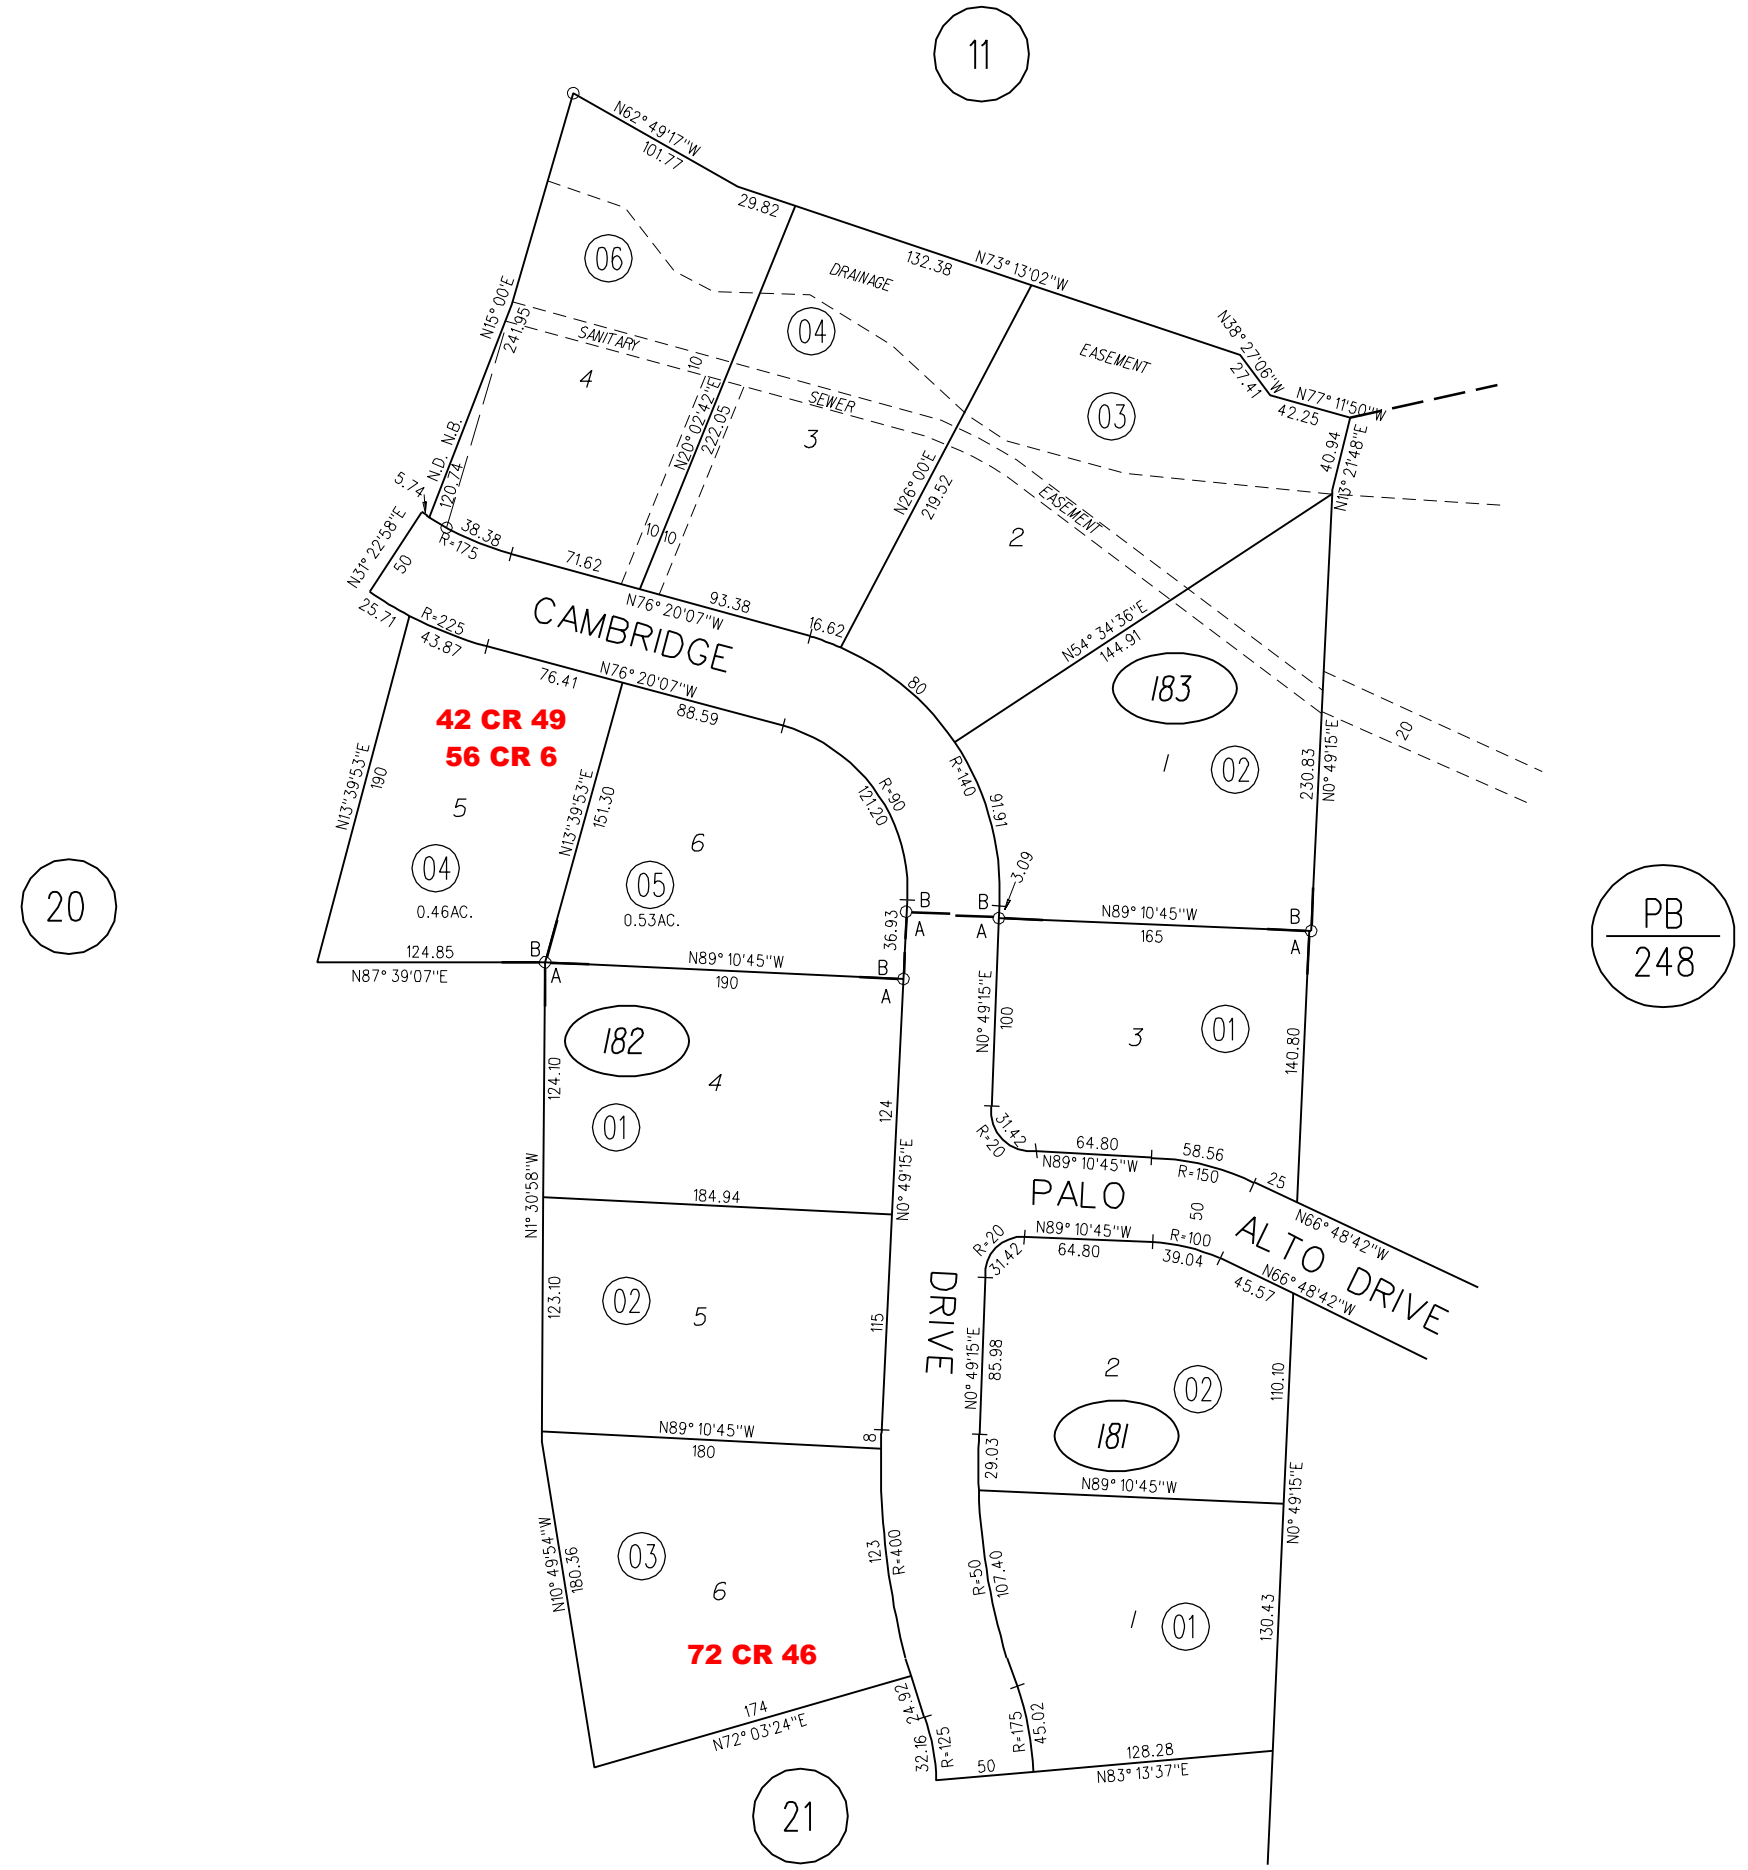 11
N62°49'17"W
101.77
29.82
N73°13'02"W
132.38
DRAINAGE
06
04
EASEMENT
03
N38°27'06"W
27.41
N77°11'50"W
42.25
40.94
N13°21'48"E
N15°00'E
241.95
SANITARY
4
10
SEWER
3
N20°02'42"E
222.05
N26°00'E
219.52
EASEMENT
2
N.D. N.B.
120.74
5.74
38.38
R=175
10 10
71.62
N31°22'58"E
50
93.38
N76°20'07"W
16.62
25.71
R=225
43.87
CAMBRIDGE
N76°20'07"W
76.41
88.59
80
N54°34'36"E
144.91
183
20
42 CR 49
56 CR 6
N13"39'53"E
190
5
04
0.46AC.
N13"39'53"E
151.30
6
05
0.53AC.
R=90
121.20
R=140
91.91
1
02
230.83
N0°49'15"E
3.09
20
PB
248
B
A
36.93
B
A
N89°10'45"W
165
B
A
124.85
N87°39'07"E
B
A
N89°10'45"W
190
B
A
182
4
01
124.10
124
N0°49'15"E
100
3
01
140.80
N1°30'58"W
184.94
N0°49'15"E
31.42
R=20
64.80
N89°10'45"W
58.56
R=150
25
N66°48'42"W
PALO
ALTO DRIVE
50
N89°10'45"W
64.80
R=20
31.42
R=100
39.04
45.57
N66°48'42"W
123.10
02
5
115
DRIVE
N0°49'15"E
85.98
2
02
110.10
181
N89°10'45"W
180
8
29.03
N89°10'45"W
N0°49'15"E
N10°49'54"W
180.36
03
6
123
R=400
R=50
107.40
1
01
130.43
72 CR 46
174
N72°03'24"E
24.92
32.16
R=125
50
R=175
45.02
128.28
N83°13'37"E
21